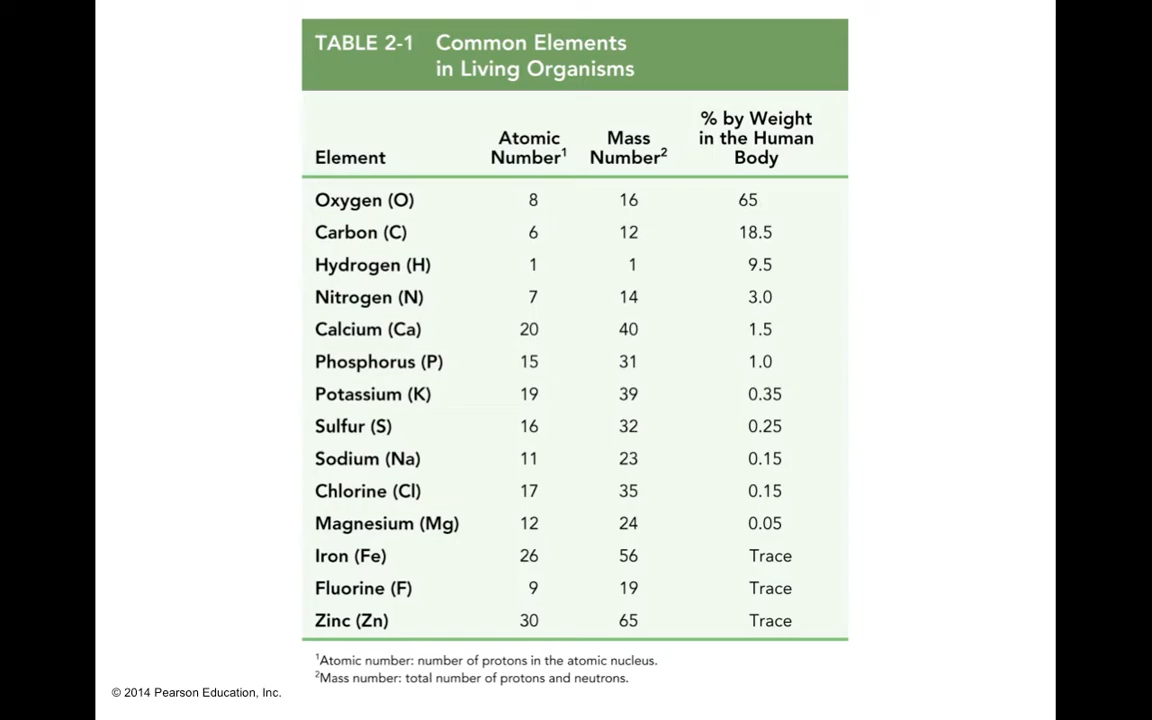 TABLE 2-1 Common Elements
in Living Organisms
Element Atomic Number¹ Mass Number² % by Weight in the Human Body
Oxygen (O) 8 16 65
Carbon (C) 6 12 18.5
Hydrogen (H) 1 1 9.5
Nitrogen (N) 7 14 3.0
Calcium (Ca) 20 40 1.5
Phosphorus (P) 15 31 1.0
Potassium (K) 19 39 0.35
Sulfur (S) 16 32 0.25
Sodium (Na) 11 23 0.15
Chlorine (Cl) 17 35 0.15
Magnesium (Mg) 12 24 0.05
Iron (Fe) 26 56 Trace
Fluorine (F) 9 19 Trace
Zinc (Zn) 30 65 Trace
¹Atomic number: number of protons in the atomic nucleus.
²Mass number: total number of protons and neutrons.
© 2014 Pearson Education, Inc.